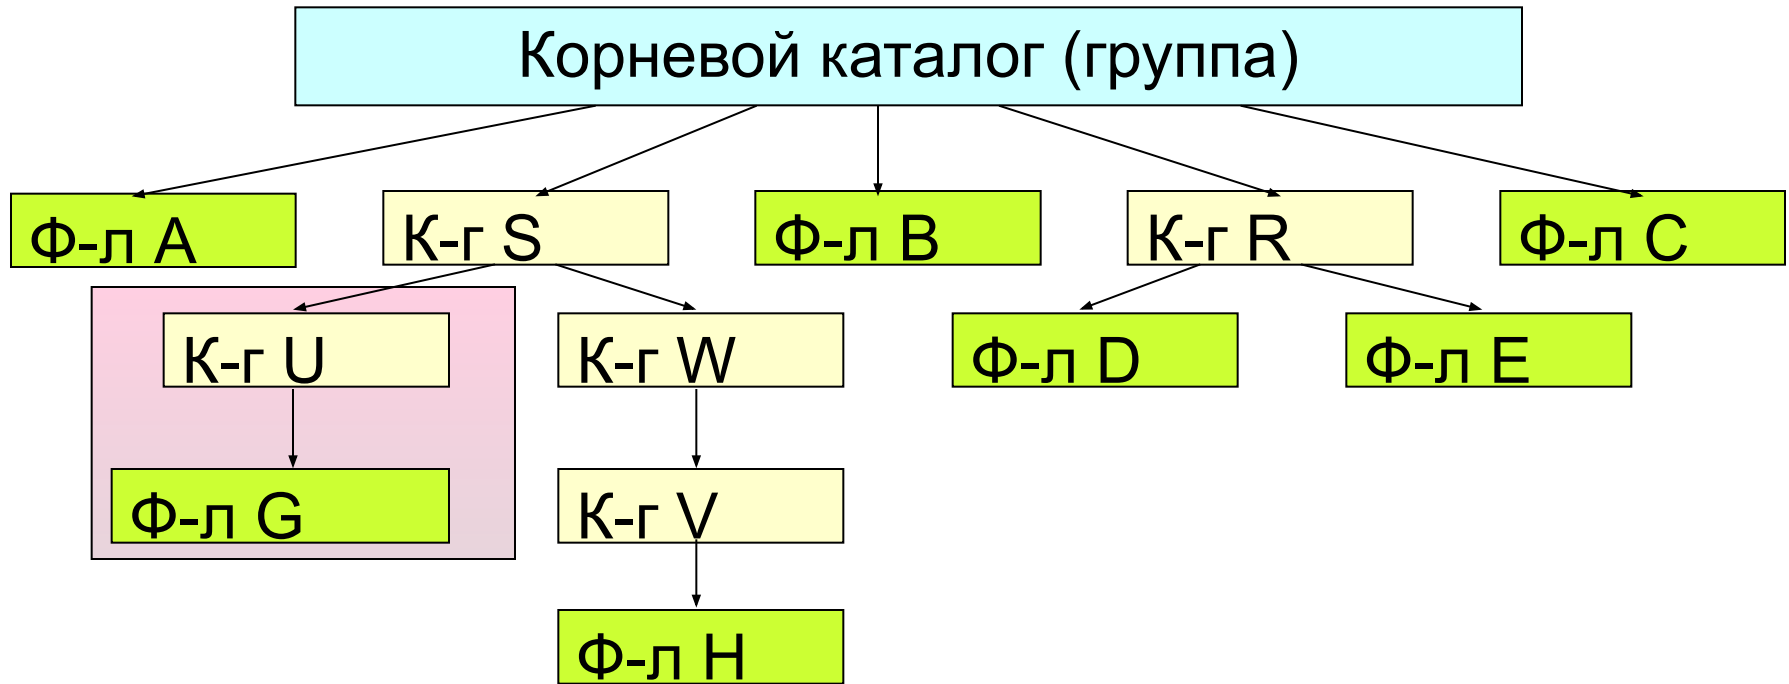 Корневой каталог (группа)
Ф-л A
К-г S
Ф-л B
К-г R
Ф-л C
К-г U
К-г W
Ф-л D
Ф-л E
Ф-л G
К-г V
Ф-л H